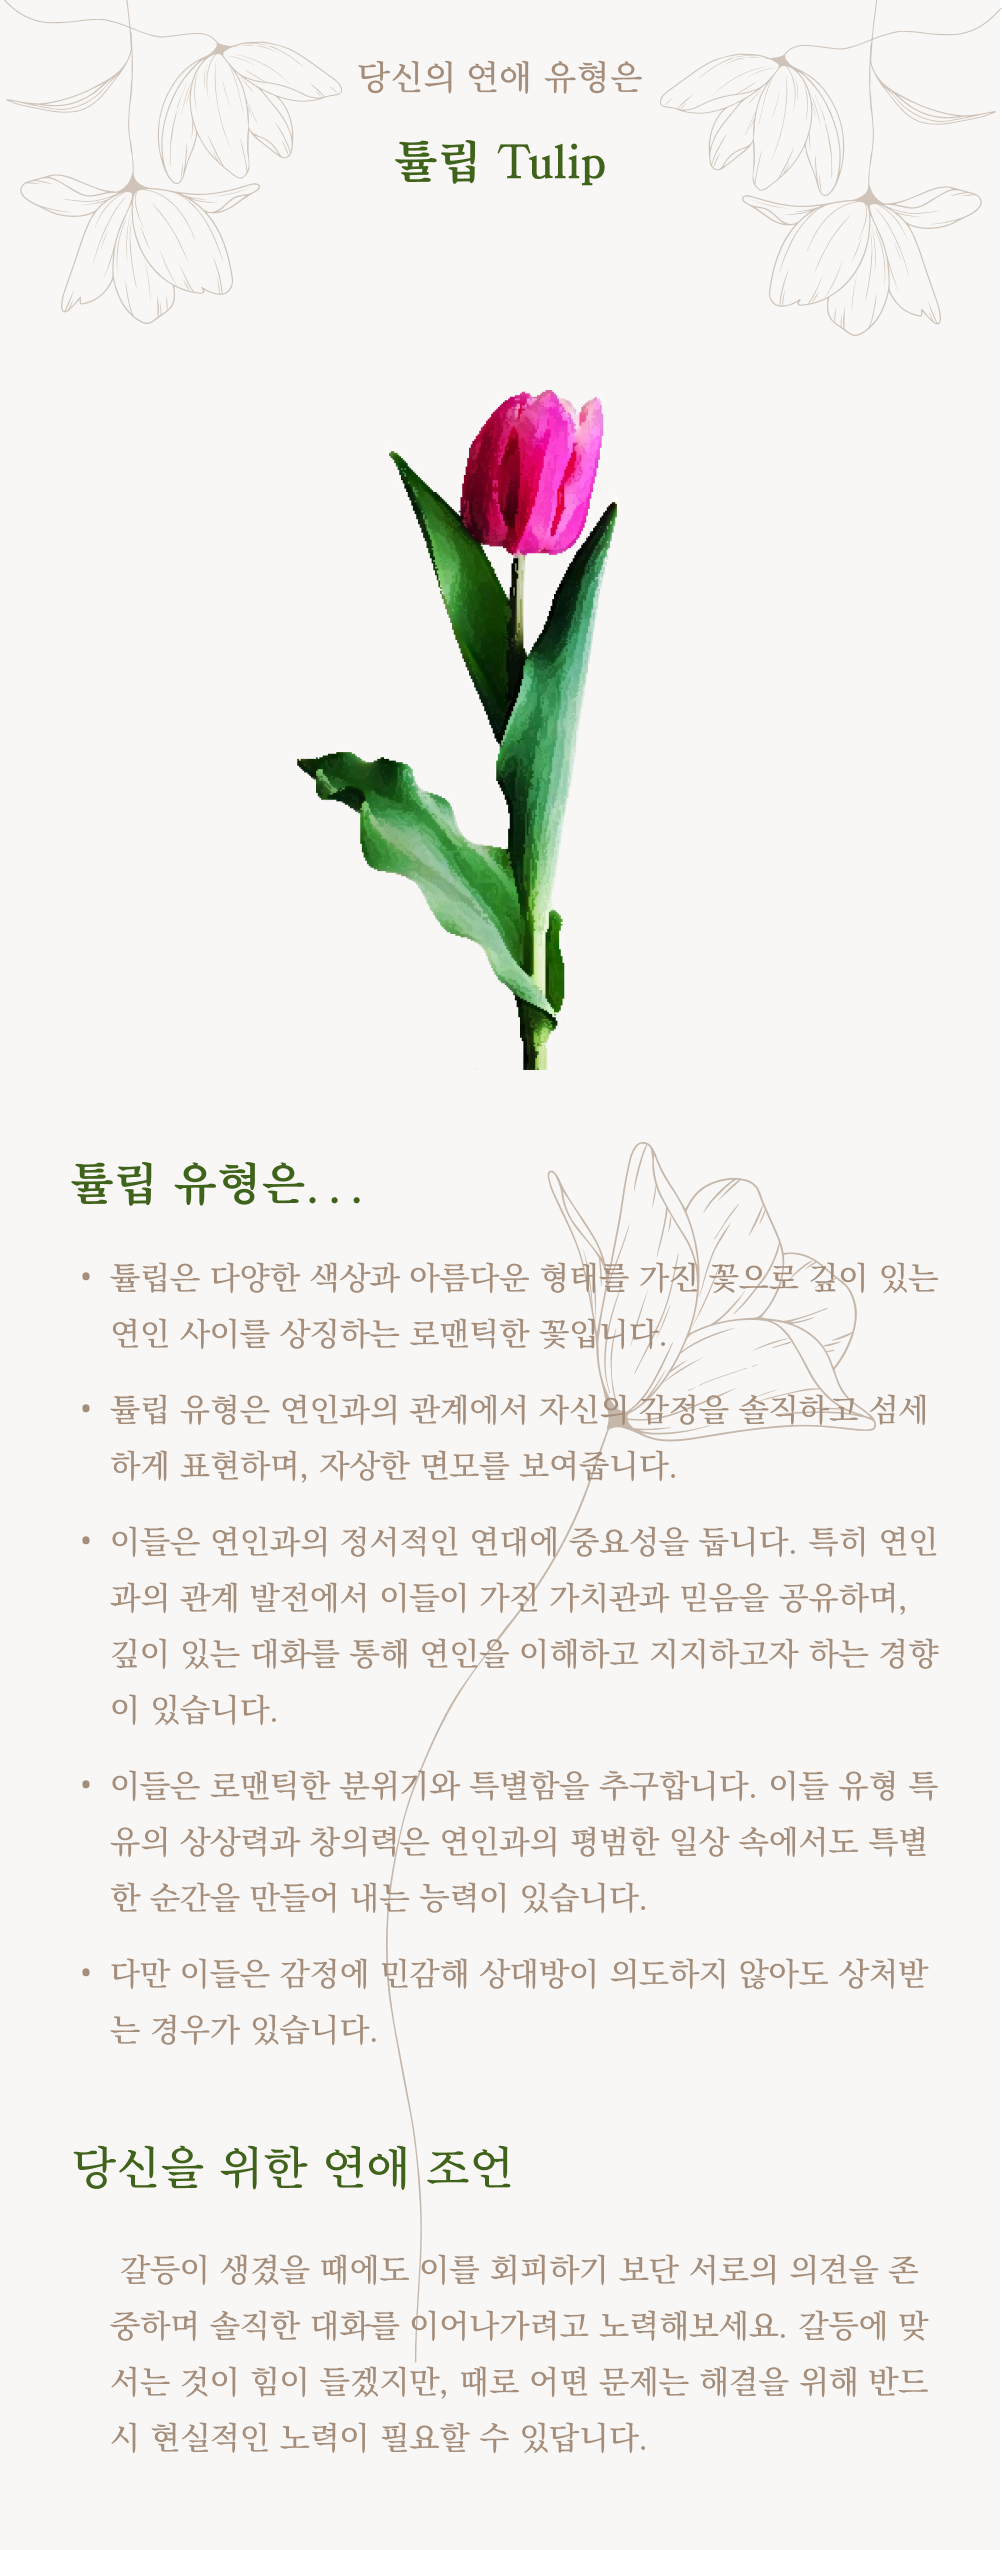 당신의 연애 유형은
튤립 Tulip
튤립 유형은...
• 튤립은 다양한 색상과 아름다운 형태를 가진 꽃으로 깊이 있는
연인 사이를 상징하는 로맨틱한 꽃입니다.
• 튤립 유형은 연인과의 관계에서 자신의 감정을 솔직하고 섬세
하게 표현하며, 자상한 면모를 보여줍니다.
• 이들은 연인과의 정서적인 연대에 중요성을 둡니다. 특히 연인
과의 관계 발전에서 이들이 가진 가치관과 믿음을 공유하며,
깊이 있는 대화를 통해 연인을 이해하고 지지하고자 하는 경향
이 있습니다.
• 이들은 로맨틱한 분위기와 특별함을 추구합니다. 이들 유형 특
유의 상상력과 창의력은 연인과의 평범한 일상 속에서도 특별
한 순간을 만들어 내는 능력이 있습니다.
• 다만 이들은 감정에 민감해 상대방이 의도하지 않아도 상처받
는 경우가 있습니다.
당신을 위한 연애 조언
갈등이 생겼을 때에도 이를 회피하기 보단 서로의 의견을 존
중하며 솔직한 대화를 이어나가려고 노력해보세요. 갈등에 맞
서는 것이 힘이 들겠지만, 때로 어떤 문제는 해결을 위해 반드
시 현실적인 노력이 필요할 수 있답니다.